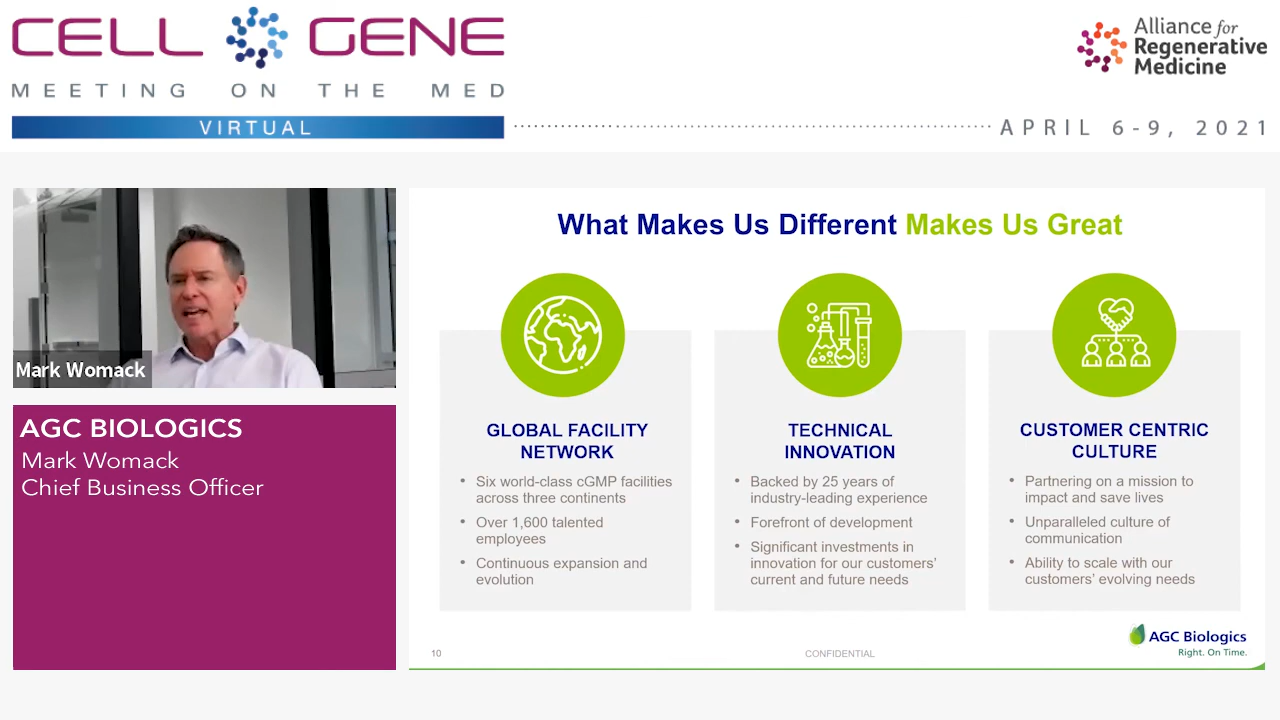 CELL GENE
MEETING ON THE MED
VIRTUAL
Alliance for
Regenerative
Medicine
APRIL 6-9, 2021
Mark Womack
AGC BIOLOGICS
Mark Womack
Chief Business Officer
What Makes Us Different Makes Us Great
GLOBAL FACILITY
NETWORK
• Six world-class cGMP facilities
across three continents
• Over 1,600 talented
employees
• Continuous expansion and
evolution
TECHNICAL
INNOVATION
• Backed by 25 years of
industry-leading experience
• Forefront of development
• Significant investments in
innovation for our customers'
current and future needs
CUSTOMER CENTRIC
CULTURE
• Partnering on a mission to
impact and save lives
• Unparalleled culture of
communication
• Ability to scale with our
customers' evolving needs
10
CONFIDENTIAL
AGC Biologics
Right. On Time.